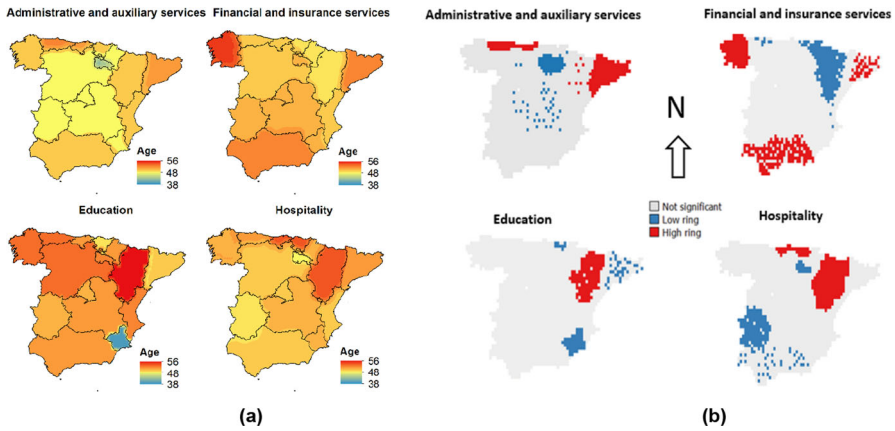 Administrative and auxiliary services
Financial and insurance services
Age
56
48
38
Age
56
48
38
Education
Hospitality
Age
56
48
38
Age
56
48
38
(a)
Administrative and auxiliary services
Financial and insurance services
N
Not significant
Low ring
High ring
Education
Hospitality
(b)